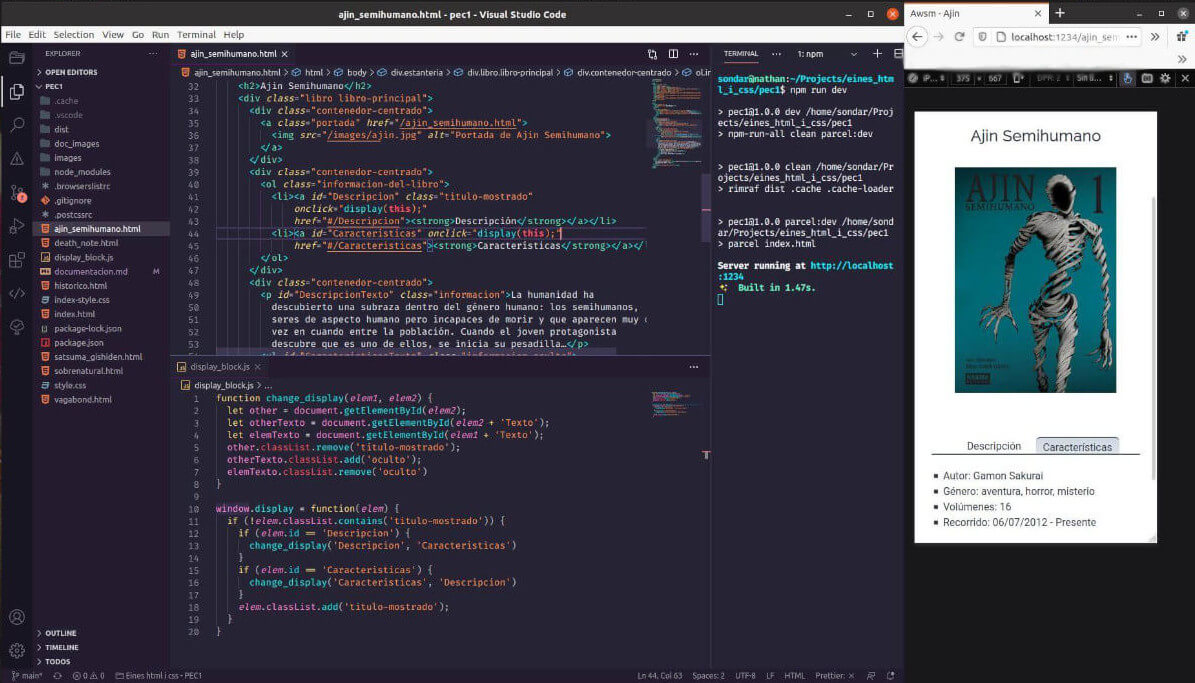 ajin_semihumano.html - pec1 - Visual Studio Code
File Edit Selection View Go Run Terminal Help
EXPLORER
OPEN EDITORS
PEC1
.cache
.vscode
dist
doc_images
images
node_modules
.browserslistrc
.gitignore
.postcssrc
ajin_semihumano.html
death_note.html
display_block.js
documentacion.md M
historico.html
index-style.css
index.html
package-lock.json
package.json
satsuma_gishiden.html
sobrenatural.html
style.css
vagabond.html
OUTLINE
TIMELINE
TODOS
ajin_semihumano.html
ajin_semihumano.html > html > body > div.estanteria > div.libro.libro-principal > div.contenedor-centrado > ol.in
32 <h2>Ajin Semihumano</h2>
33 <div class="libro libro-principal">
34 <div class="contenedor-centrado">
35 <a class="portada" href="/ajin_semihumano.html">
36 <img src="/images/ajin.jpg" alt="Portada de Ajin Semihumano">
37 </a>
38 </div>
39 <div class="contenedor-centrado">
40 <ol class="informacion-del-libro">
41 <li><a id="Descripcion" class="titulo-mostrado"
42 onclick="display(this);"
43 href="#/Descripcion"><strong>Descripción</strong></a></li>
44 <li><a id="Caracteristicas" onclick="display(this);"
45 href="#/Caracteristicas"><strong>Características</strong></a></l
46 </ol>
47 </div>
48 <div class="contenedor-centrado">
49 <p id="DescripcionTexto" class="informacion">La humanidad ha
50 descubierto una subraza dentro del género humano: los semihumanos,
51 seres de aspecto humano pero incapaces de morir y que aparecen muy d
52 vez en cuando entre la población. Cuando el joven protagonista
53 descubre que es uno de ellos, se inicia su pesadilla…</p>
display_block.js
display_block.js > ...
1 function change_display(elem1, elem2) {
2 let other = document.getElementById(elem2);
3 let otherTexto = document.getElementById(elem2 + 'Texto');
4 let elemTexto = document.getElementById(elem1 + 'Texto');
5 other.classList.remove('titulo-mostrado');
6 otherTexto.classList.add('oculto');
7 elemTexto.classList.remove('oculto')
8 }
9
10 window.display = function(elem) {
11 if (!elem.classList.contains('titulo-mostrado')) {
12 if (elem.id == 'Descripcion') {
13 change_display('Descripcion', 'Caracteristicas')
14 }
15 if (elem.id == 'Caracteristicas') {
16 change_display('Caracteristicas', 'Descripcion')
17 }
18 elem.classList.add('titulo-mostrado');
19 }
20 }
TERMINAL ... 1: npm
sondar@nathan:~/Projects/eines_htm
l_i_css/pec1$ npm run dev
> pec1@1.0.0 dev /home/sondar/Proj
ects/eines_html_i_css/pec1
> npm-run-all clean parcel:dev
> pec1@1.0.0 clean /home/sondar/Pr
ojects/eines_html_i_css/pec1
> rimraf dist .cache .cache-loader
> pec1@1.0.0 parcel:dev /home/sond
ar/Projects/eines_html_i_css/pec1
> parcel index.html
Server running at http://localhost
:1234
Built in 1.47s.
main* 0 0 Eines html i css - PEC1 Ln 44, Col 63 Spaces: 2 UTF-8 LF HTML Prettier: ×
Awsm - Ajin
localhost:1234/ajin_sem
iP... 375 × 667 DPR: 2 Sin li...
Ajin Semihumano
AJIN 1
SEMIHUMANO
Descripción Características
Autor: Gamon Sakurai
Género: aventura, horror, misterio
Volúmenes: 16
Recorrido: 06/07/2012 - Presente